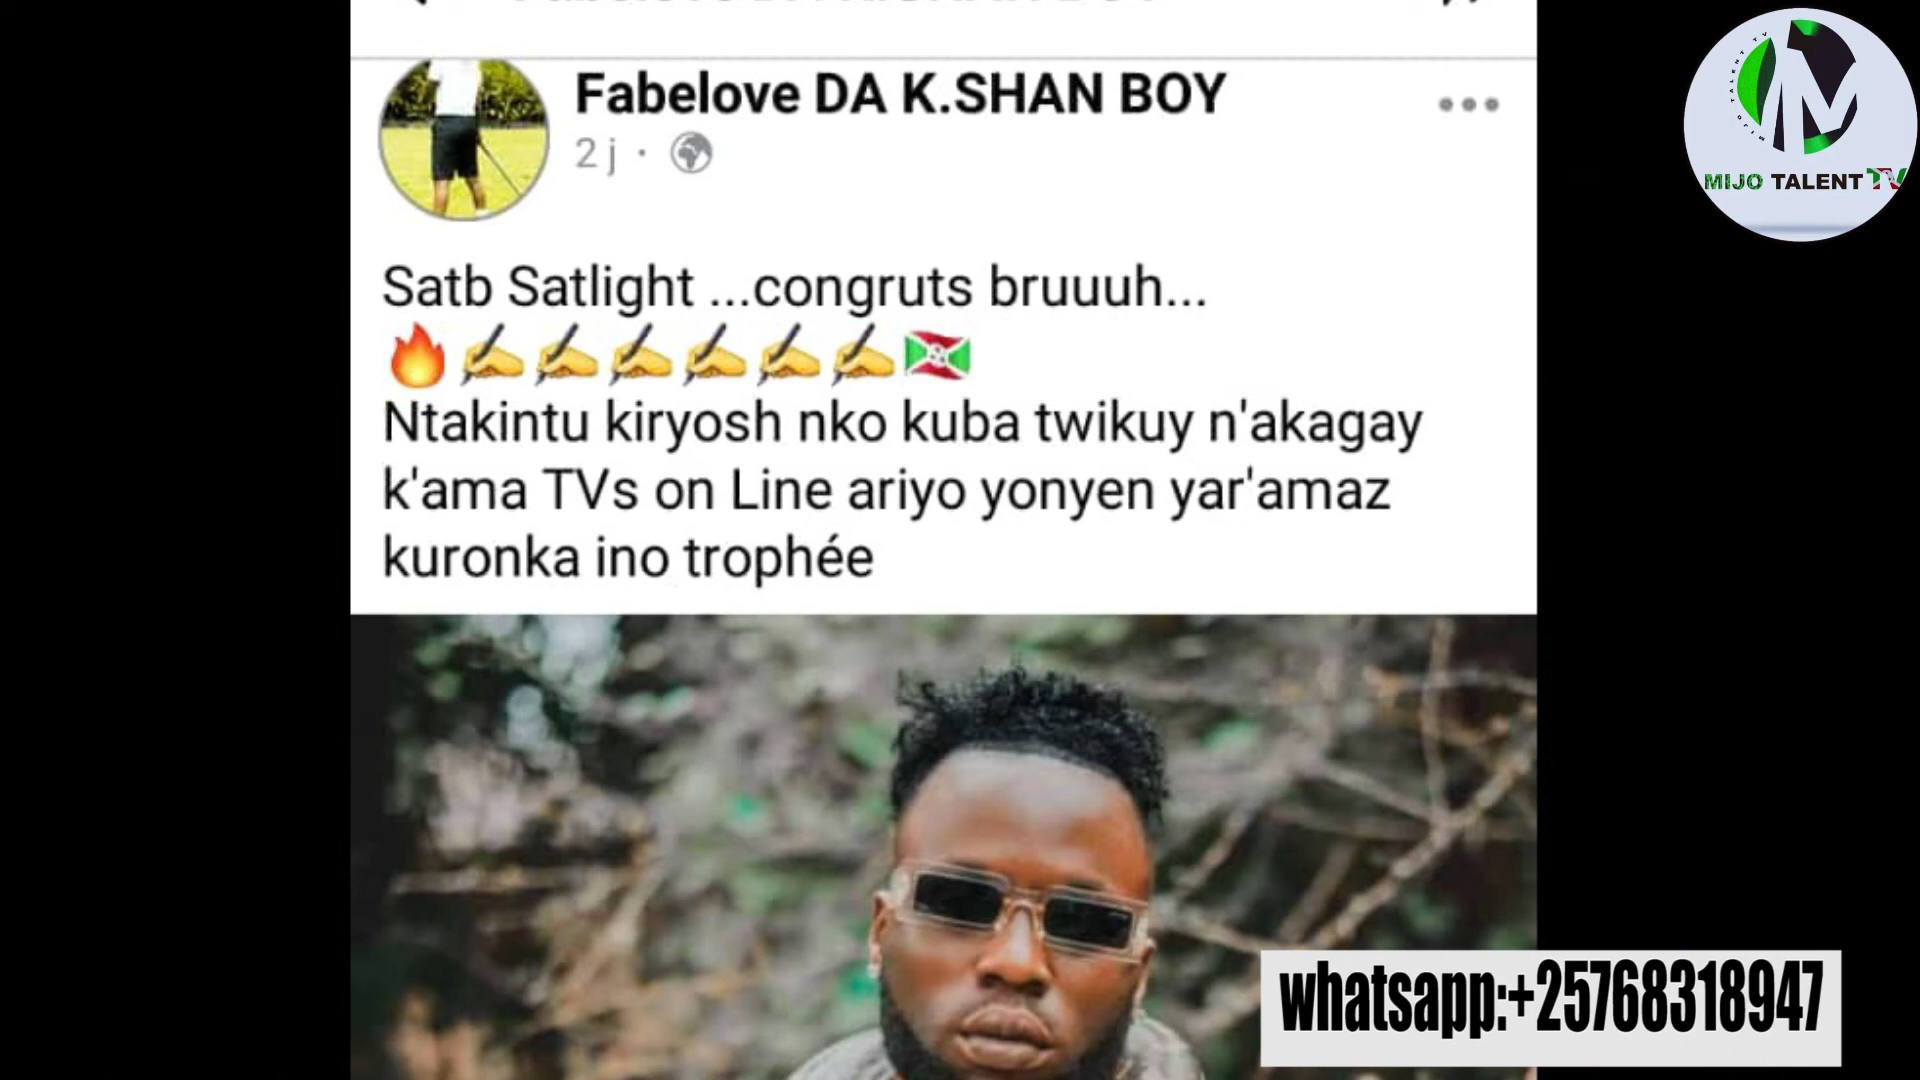 Fabelove DA K.SHAN BOY
2 j ·
MIJO TALENT TV
Satb Satlight ...congruts bruuuh...
🔥✍️✍️✍️✍️✍️✍️🇧🇮
Ntakintu kiryosh nko kuba twikuy n'akagay
k'ama TVs on Line ariyo yonyen yar'amaz
kuronka ino trophée
whatsapp:+25768318947